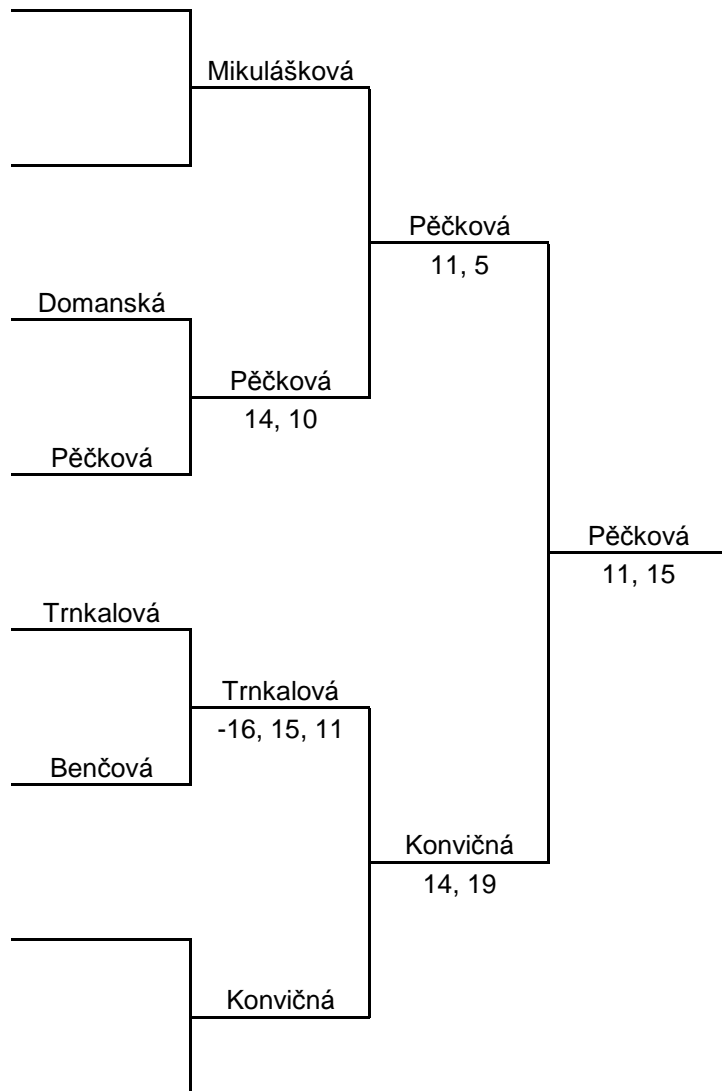 Mikulášková
Pěčková
11, 5
Domanská
Pěčková
14, 10
Pěčková
Pěčková
11, 15
Trnkalová
Trnkalová
-16, 15, 11
Benčová
Konvičná
14, 19
Konvičná